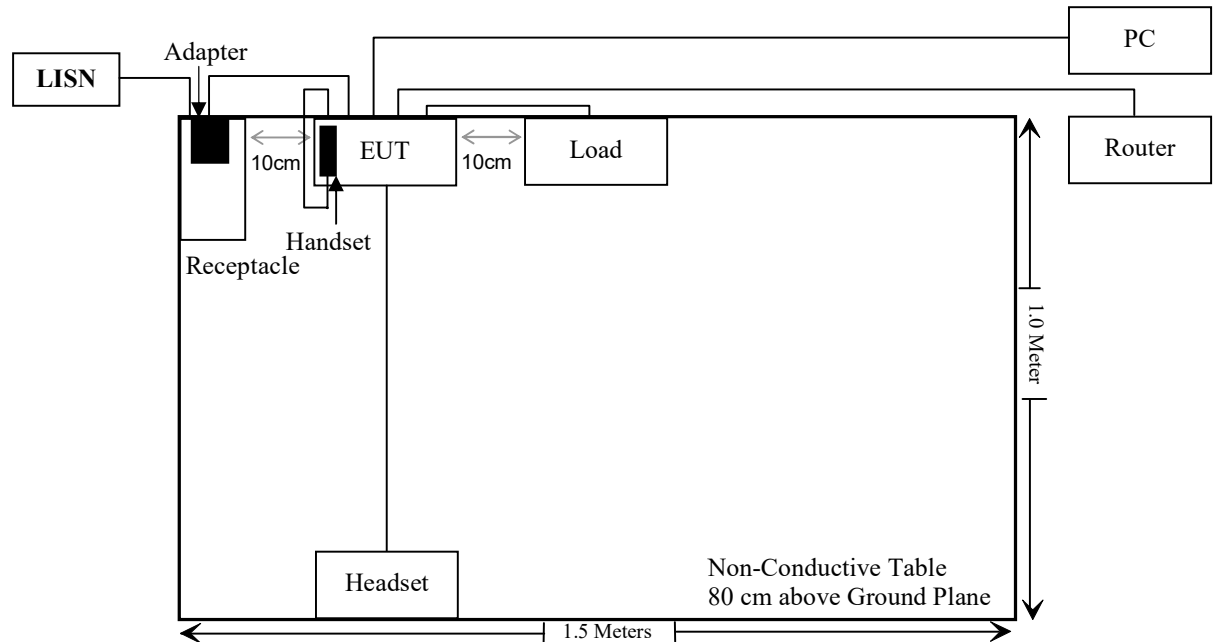 PC
Adapter
LISN
10cm
EUT
10cm
Load
Router
Handset
Receptacle
1.0 Meter
Headset
Non-Conductive Table
80 cm above Ground Plane
1.5 Meters